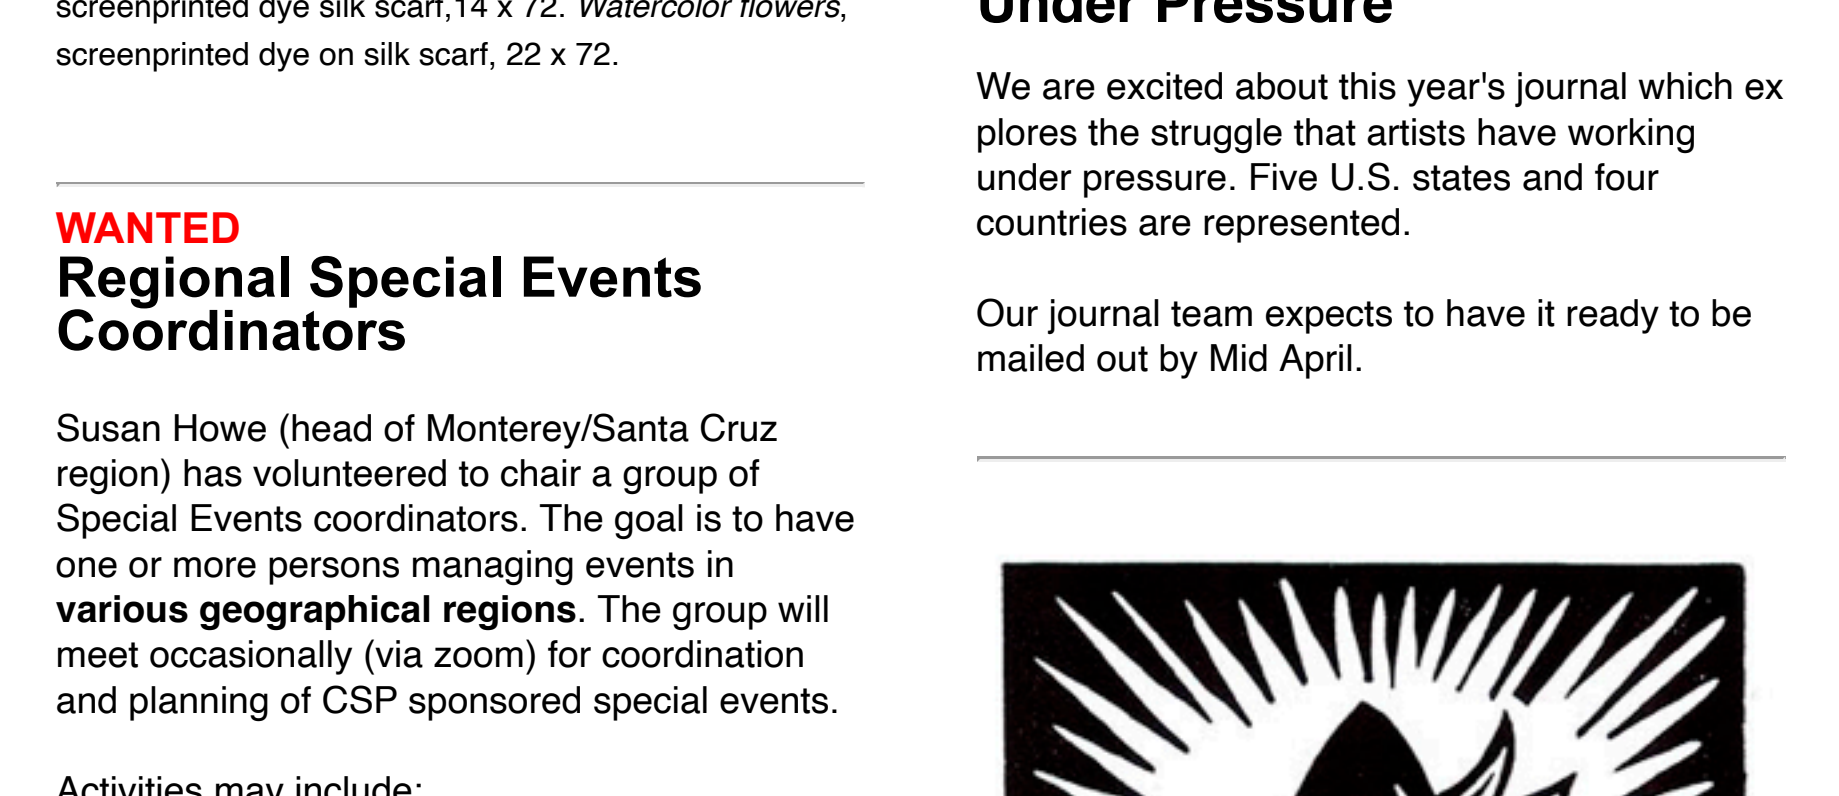 screenprinted dye silk scarf,14 x 72. Watercolor flowers,
screenprinted dye on silk scarf, 22 x 72.
WANTED
Regional Special Events
Coordinators
Susan Howe (head of Monterey/Santa Cruz
region) has volunteered to chair a group of
Special Events coordinators. The goal is to have
one or more persons managing events in
various geographical regions. The group will
meet occasionally (via zoom) for coordination
and planning of CSP sponsored special events.
Activities may include:
Under Pressure
We are excited about this year's journal which ex
plores the struggle that artists have working
under pressure. Five U.S. states and four
countries are represented.
Our journal team expects to have it ready to be
mailed out by Mid April.